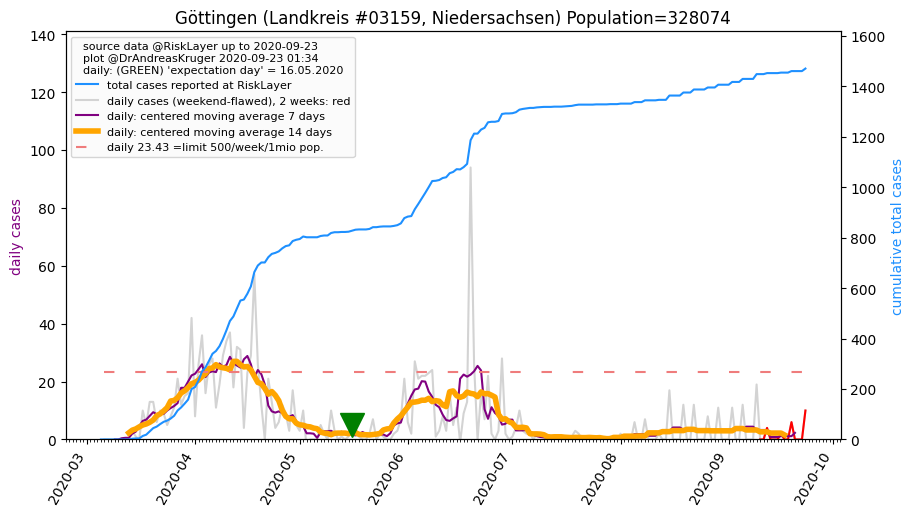 Göttingen (Landkreis #03159, Niedersachsen) Population=328074
source data @RiskLayer up to 2020-09-23
plot @DrAndreasKruger 2020-09-23 01:34
daily: (GREEN) 'expectation day' = 16.05.2020
total cases reported at RiskLayer
daily cases (weekend-flawed), 2 weeks: red
daily: centered moving average 7 days
daily: centered moving average 14 days
daily 23.43 =limit 500/week/1mio pop.
daily cases
140
120
100
80
60
40
20
0
cumulative total cases
1600
1400
1200
1000
800
600
400
200
0
2020-03
2020-04
2020-05
2020-06
2020-07
2020-08
2020-09
2020-10